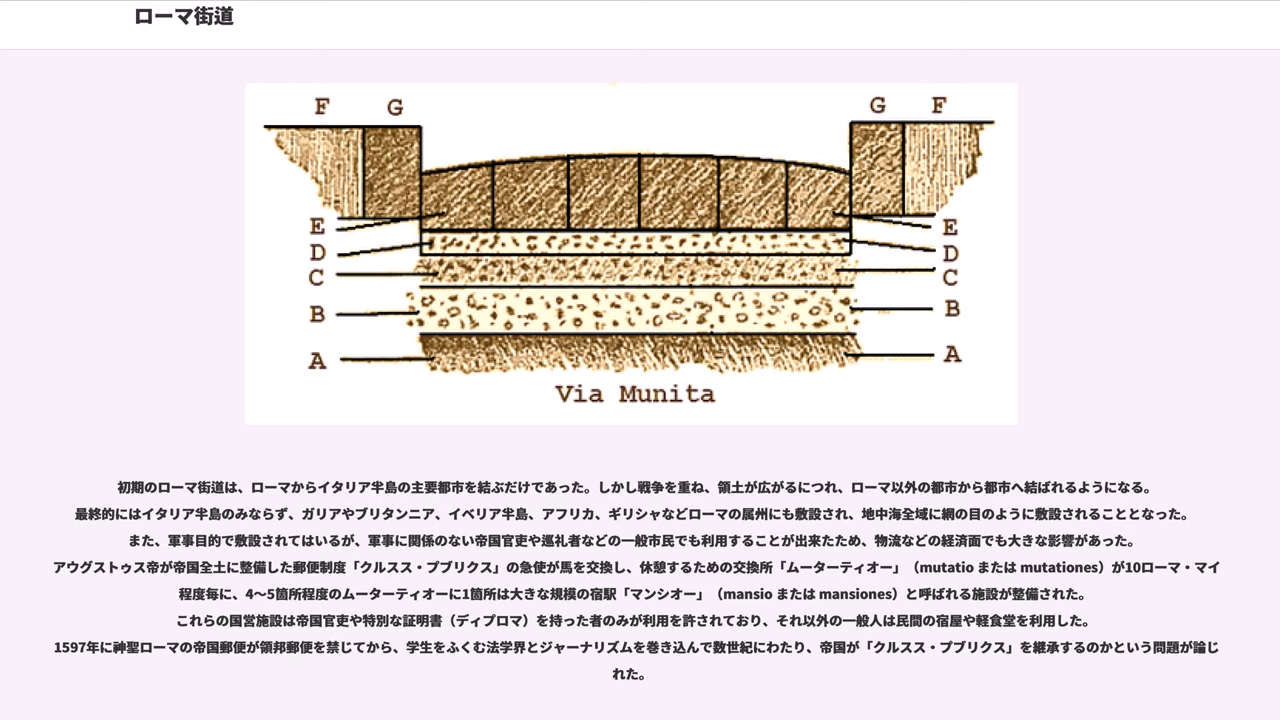 ローマ街道
F G G F
E E
D D
C C
B B
A A
Via Munita
初期のローマ街道は、ローマからイタリア半島の主要都市を結ぶだけであった。しかし戦争を重ね、領土が広がるにつれ、ローマ以外の都市から都市へ結ばれるようになる。
最終的にはイタリア半島のみならず、ガリアやブリタンニア、イベリア半島、アフリカ、ギリシャなどローマの属州にも敷設され、地中海全域に網の目のように敷設されることとなった。
また、軍事目的で敷設されてはいるが、軍事に関係のない帝国官吏や巡礼者などの一般市民でも利用することが出来たため、物流などの経済面でも大きな影響があった。
アウグストゥス帝が帝国全土に整備した郵便制度「クルスス・プブリクス」の急使が馬を交換し、休憩するための交換所「ムーターティオー」（mutatio または mutationes）が10ローマ・マイ
程度毎に、4〜5箇所程度のムーターティオーに1箇所は大きな規模の宿駅「マンシオー」（mansio または mansiones）と呼ばれる施設が整備された。
これらの国営施設は帝国官吏や特別な証明書（ディプロマ）を持った者のみが利用を許されており、それ以外の一般人は民間の宿屋や軽食堂を利用した。
1597年に神聖ローマの帝国郵便が領邦郵便を禁じてから、学生をふくむ法学界とジャーナリズムを巻き込んで数世紀にわたり、帝国が「クルスス・プブリクス」を継承するのかという問題が論じ
れた。